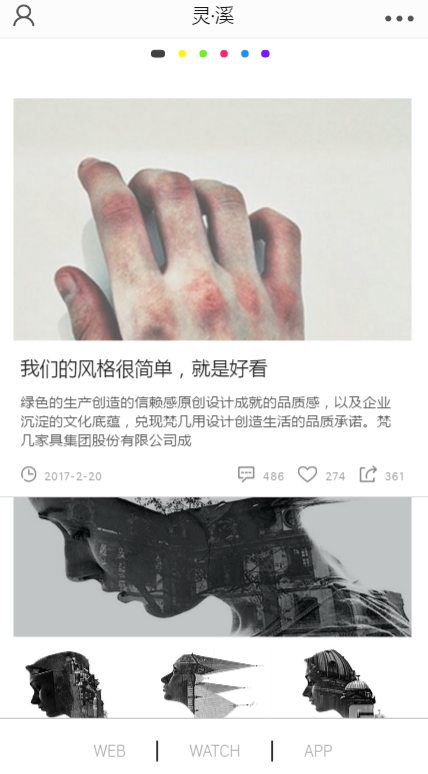 灵·溪
我们的风格很简单，就是好看
绿色的生产创造的信赖感原创设计成就的品质感，以及企业
沉淀的文化底蕴，兑现梵几用设计创造生活的品质承诺。梵
几家具集团股份有限公司成
2017-2-20 486 274 361
WEB WATCH APP